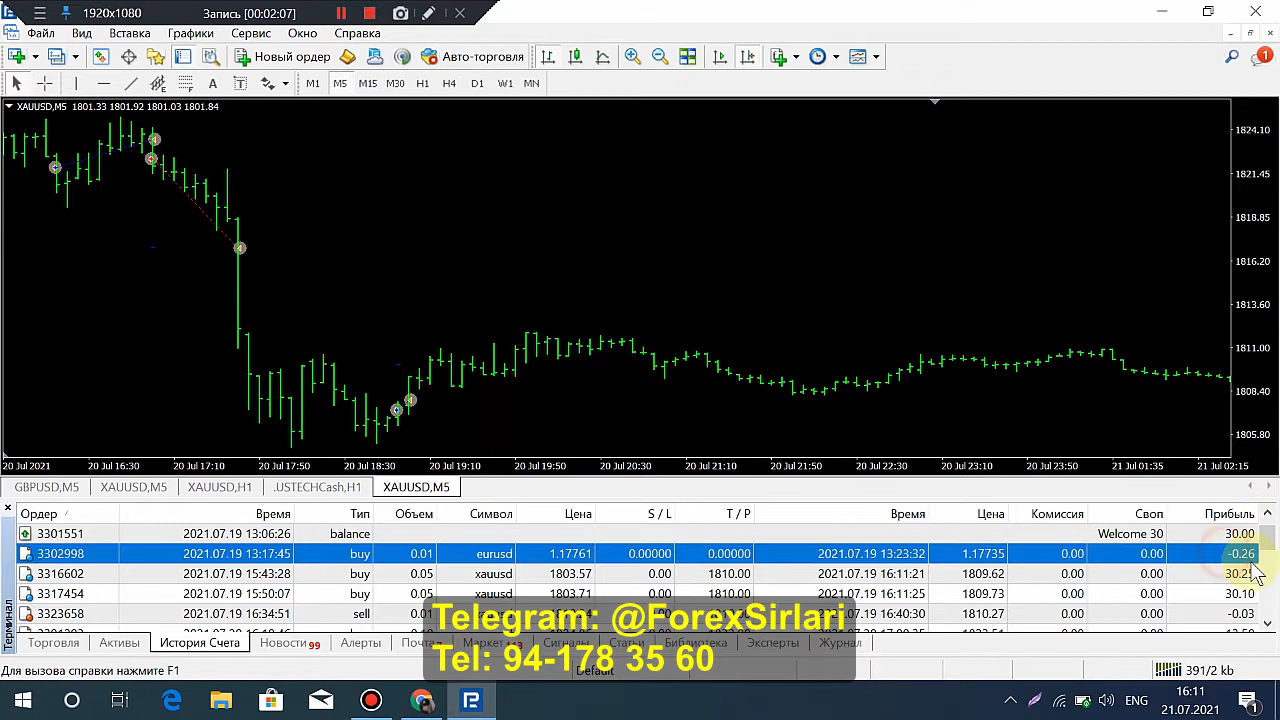 1920x1080 Запись [00:02:07]
Файл Вид Вставка Графики Сервис Окно Справка
Новый ордер Авто-торговля 1
M1 M5 M15 M30 H1 H4 D1 W1 MN
XAUUSD,M5 1801.33 1801.92 1801.03 1801.84
1824.10
1821.45
1818.85
1816.20
1813.60
1811.00
1808.40
1805.80
20 Jul 2021 20 Jul 16:30 20 Jul 17:10 20 Jul 17:50 20 Jul 18:30 20 Jul 19:10 20 Jul 19:50 20 Jul 20:30 20 Jul 21:10 20 Jul 21:50 20 Jul 22:30 20 Jul 23:10 20 Jul 23:50 21 Jul 01:35 21 Jul 02:15
GBPUSD,M5 XAUUSD,M5 XAUUSD,H1 .USTECHCash,H1 XAUUSD,M5
Ордер Время Тип Объем Символ Цена S / L T / P Время Цена Комиссия Своп Прибыль
3301551 2021.07.19 13:06:26 balance Welcome 30 30.00
3302998 2021.07.19 13:17:45 buy 0.01 eurusd 1.17761 0.00000 0.00000 2021.07.19 13:23:32 1.17735 0.00 0.00 -0.26
3316602 2021.07.19 15:43:28 buy 0.05 xauusd 1803.57 0.00 1810.00 2021.07.19 16:11:21 1809.62 0.00 0.00
3317454 2021.07.19 15:50:07 buy 0.05 xauusd 0.00 1810.00 2021.07.19 16:11:25 1809.73 0.00 0.00 30.10
3323658 2021.07.19 16:34:51 sell 2021.07.19 16:40:30 1810.27 0.00 0.00 -0.03
Терминал
Торговля Активы История Счета Новости 99 Алерты Почта Маркет Сигналы Статьи Библиотека Эксперты Журнал
Telegram: @ForexSirlari
Tel: 94-178 35 60
Для вызова справки нажмите F1 Default 391/2 kb
ENG 16:11
21.07.2021 1